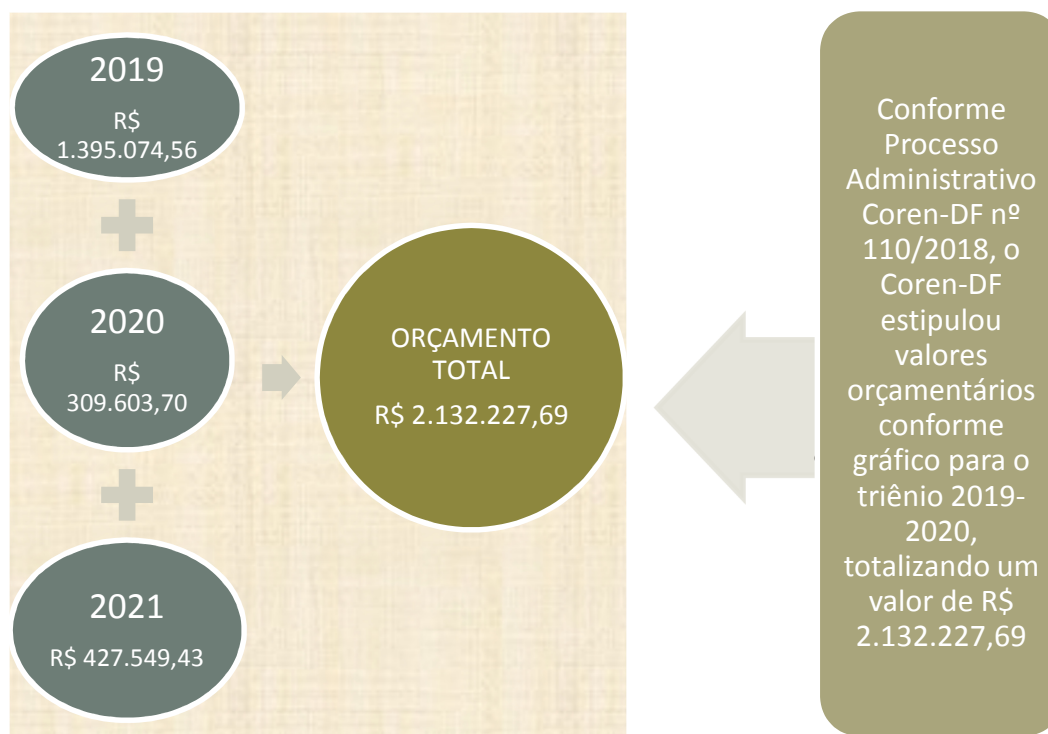 2019
R$
1.395.074,56
2020
R$
309.603,70
2021
R$ 427.549,43
ORÇAMENTO
TOTAL
R$ 2.132.227,69
Conforme
Processo
Administrativo
Coren-DF nº
110/2018, o
Coren-DF
estipulou
valores
orçamentários
conforme
gráfico para o
triênio 2019-
2020,
totalizando um
valor de R$
2.132.227,69